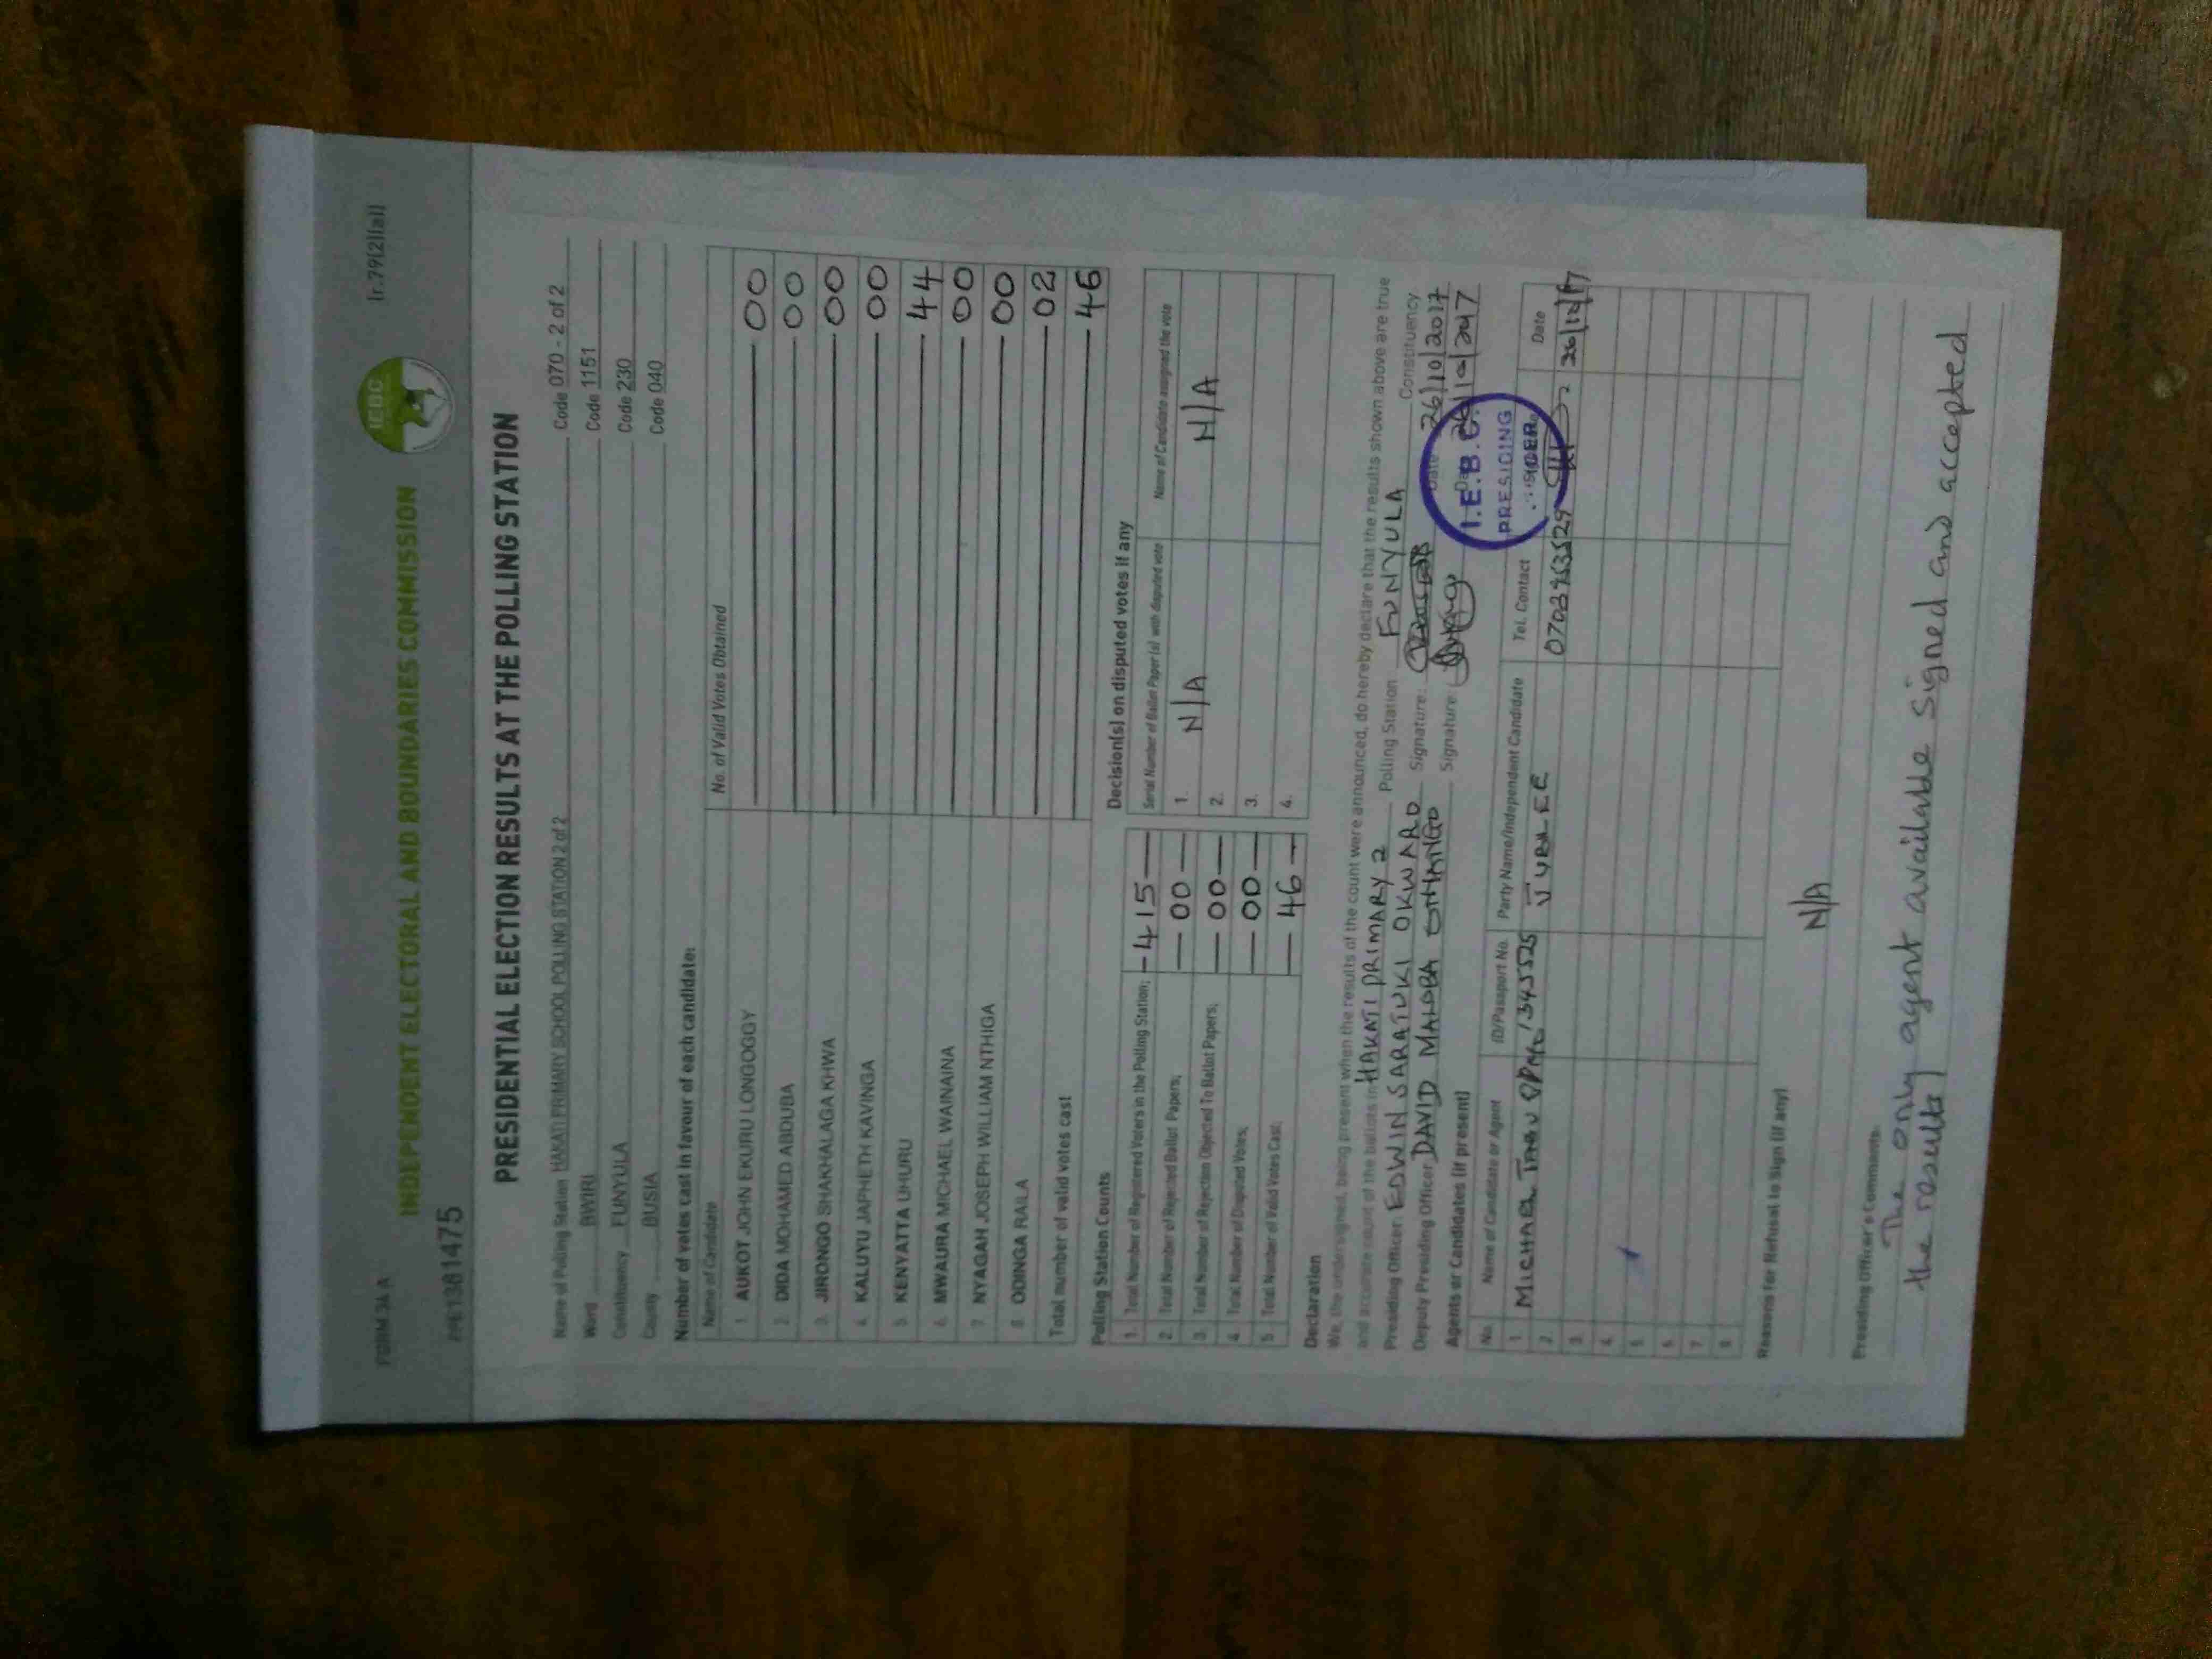 FORM 34 A
INDEPENDENT ELECTORAL AND BOUNDARIES COMMISSION
IEBC
(r.79(2)(a))
PRESIDENTIAL ELECTION RESULTS AT THE POLLING STATION
Name of Polling Station HAKATI PRIMARY SCHOOL POLLING STATION 2 of 2 Code 070 - 2 of 2
Ward BWIRI Code 1151
Constituency FUNYULA Code 230
County BUSIA Code 040
Number of votes cast in favour of each candidate:
Name of Candidate No. of Valid Votes Obtained
1. AUKOT JOHN EKURU LONGOGGY 00
2. DIDA MOHAMED ABDUBA 00
3. JIRONGO SHAKHALAGA KHWA 00
4. KALUYU JAPHETH KAVINGA 00
5. KENYATTA UHURU 44
6. MWAURA MICHAEL WAINAINA 00
7. NYAGAH JOSEPH WILLIAM NTHIGA 00
8. ODINGA RAILA 02
Total number of valid votes cast 46
Polling Station Counts
1. Total Number of Registered Voters in the Polling Station; 415
2. Total Number of Rejected Ballot Papers; 00
3. Total Number of Rejection Objected To Ballot Papers; 00
4. Total Number of Disputed Votes; 00
5. Total Number of Valid Votes Cast; 46
Decision(s) on disputed votes if any
Serial Number of Ballot Paper (s) with disputed vote Name of Candidate assigned the vote
1. N/A N/A
2.
3.
4.
Declaration
We, the undersigned, being present when the results of the count were announced, do hereby declare that the results shown above are true
and accurate count of the ballots in HAKATI PRIMARY 2 Polling Station FUNYULA Constituency
Presiding Officer: EDWIN SARATUKI OKWARO Signature: Date: 26/10/2017
Deputy Presiding Officer: DAVID MALOBA Signature: 26/10/2017
I.E.B.C.
PRESIDING
Agents or Candidates (if present)
No. Name of Candidate or Agent ID/Passport No. Party Name/Independent Candidate Tel. Contact Date
1. MICHAEL JUBLEE 26/10/17
2.
3.
4.
5.
6.
7.
8.
Reasons for Refusal to Sign (if any)
N/A
Presiding Officer's Comments:
The only agent available signed and accepted
the results